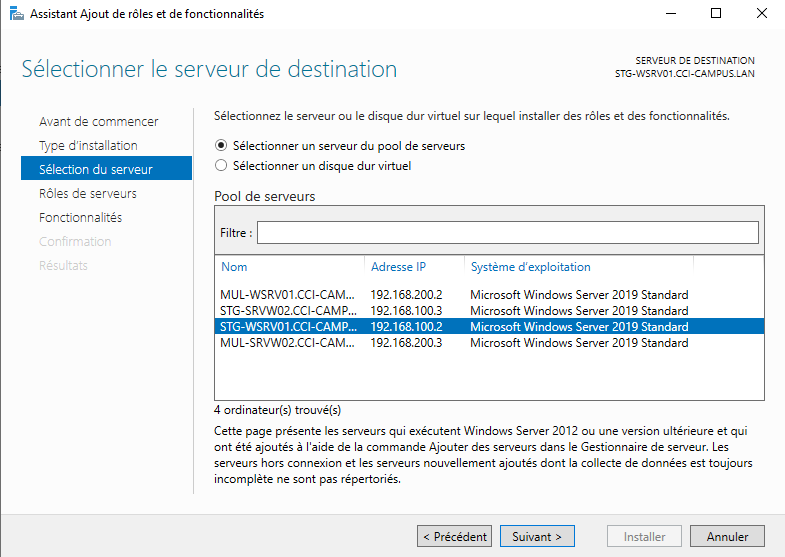 Assistant Ajout de rôles et de fonctionnalités
Sélectionner le serveur de destination
SERVEUR DE DESTINATION
STG-WSRV01.CCI-CAMPUS.LAN
Avant de commencer
Type d'installation
Sélection du serveur
Rôles de serveurs
Fonctionnalités
Confirmation
Résultats
Sélectionnez le serveur ou le disque dur virtuel sur lequel installer des rôles et des fonctionnalités.
Sélectionner un serveur du pool de serveurs
Sélectionner un disque dur virtuel
Pool de serveurs
Filtre :
Nom Adresse IP Système d'exploitation
MUL-WSRV01.CCI-CAM... 192.168.200.2 Microsoft Windows Server 2019 Standard
STG-SRVW02.CCI-CAMP... 192.168.100.3 Microsoft Windows Server 2019 Standard
STG-WSRV01.CCI-CAMP... 192.168.100.2 Microsoft Windows Server 2019 Standard
MUL-SRVW02.CCI-CAM... 192.168.200.3 Microsoft Windows Server 2019 Standard
4 ordinateur(s) trouvé(s)
Cette page présente les serveurs qui exécutent Windows Server 2012 ou une version ultérieure et qui
ont été ajoutés à l'aide de la commande Ajouter des serveurs dans le Gestionnaire de serveur. Les
serveurs hors connexion et les serveurs nouvellement ajoutés dont la collecte de données est toujours
incomplète ne sont pas répertoriés.
< Précédent Suivant > Installer Annuler